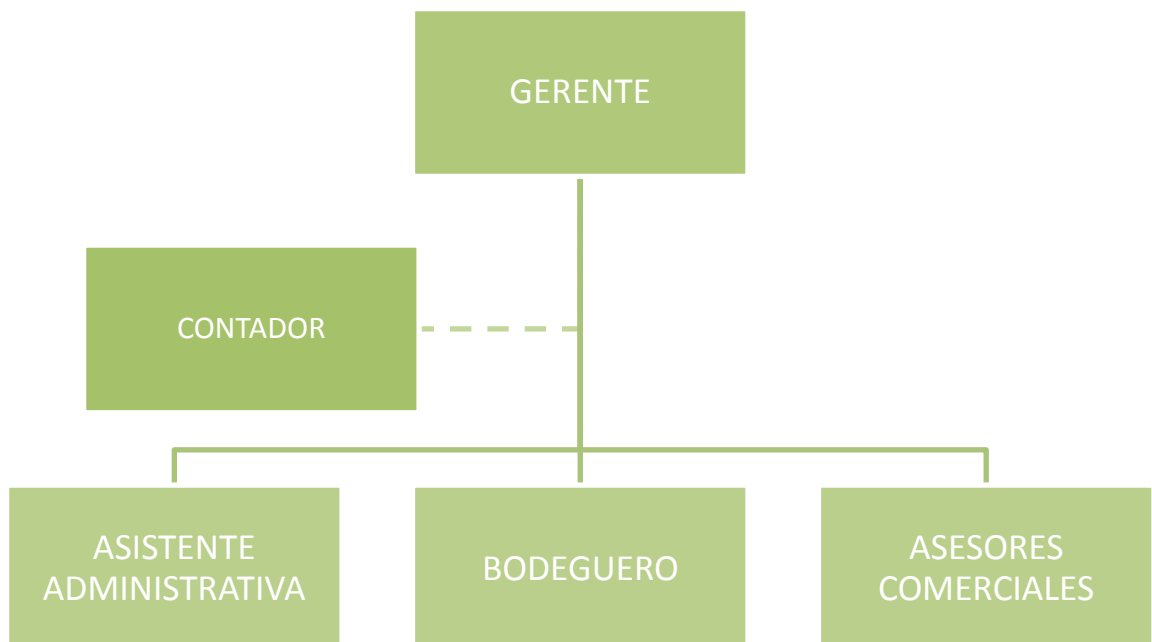 GERENTE
CONTADOR
ASISTENTE
ADMINISTRATIVA
BODEGUERO
ASESORES
COMERCIALES